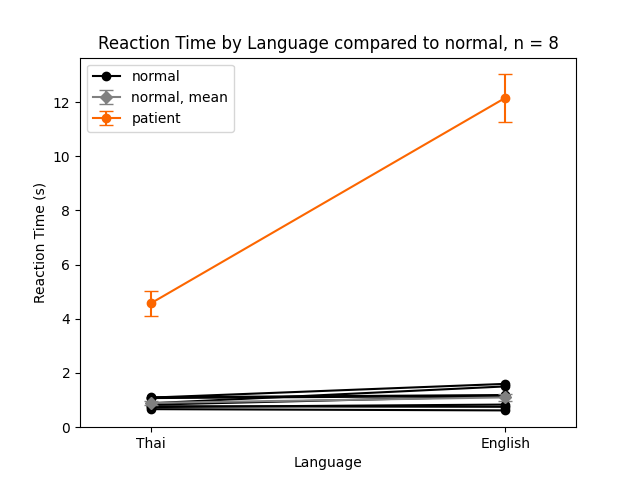 Reaction Time by Language compared to normal, n = 8
normal
normal, mean
patient
12
10
8
6
4
2
0
Reaction Time (s)
Thai
English
Language